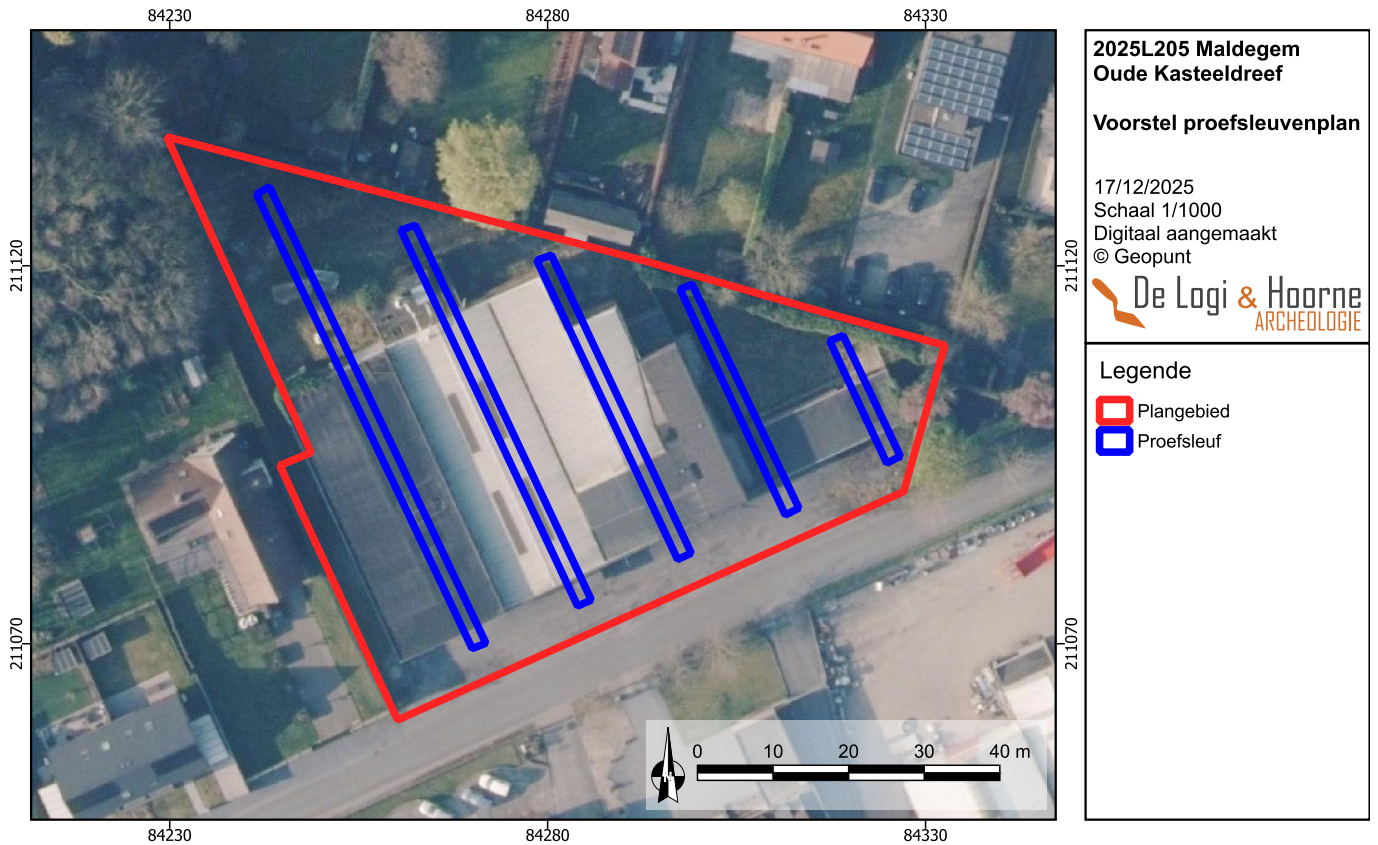 84230 84280 84330
211120 211120
211070 211070
84230 84280 84330
0 10 20 30 40 m
2025L205 Maldegem
Oude Kasteeldreef
Voorstel proefsleuvenplan
17/12/2025
Schaal 1/1000
Digitaal aangemaakt
© Geopunt
De Logi & Hoorne
ARCHEOLOGIE
Legende
Plangebied
Proefsleuf